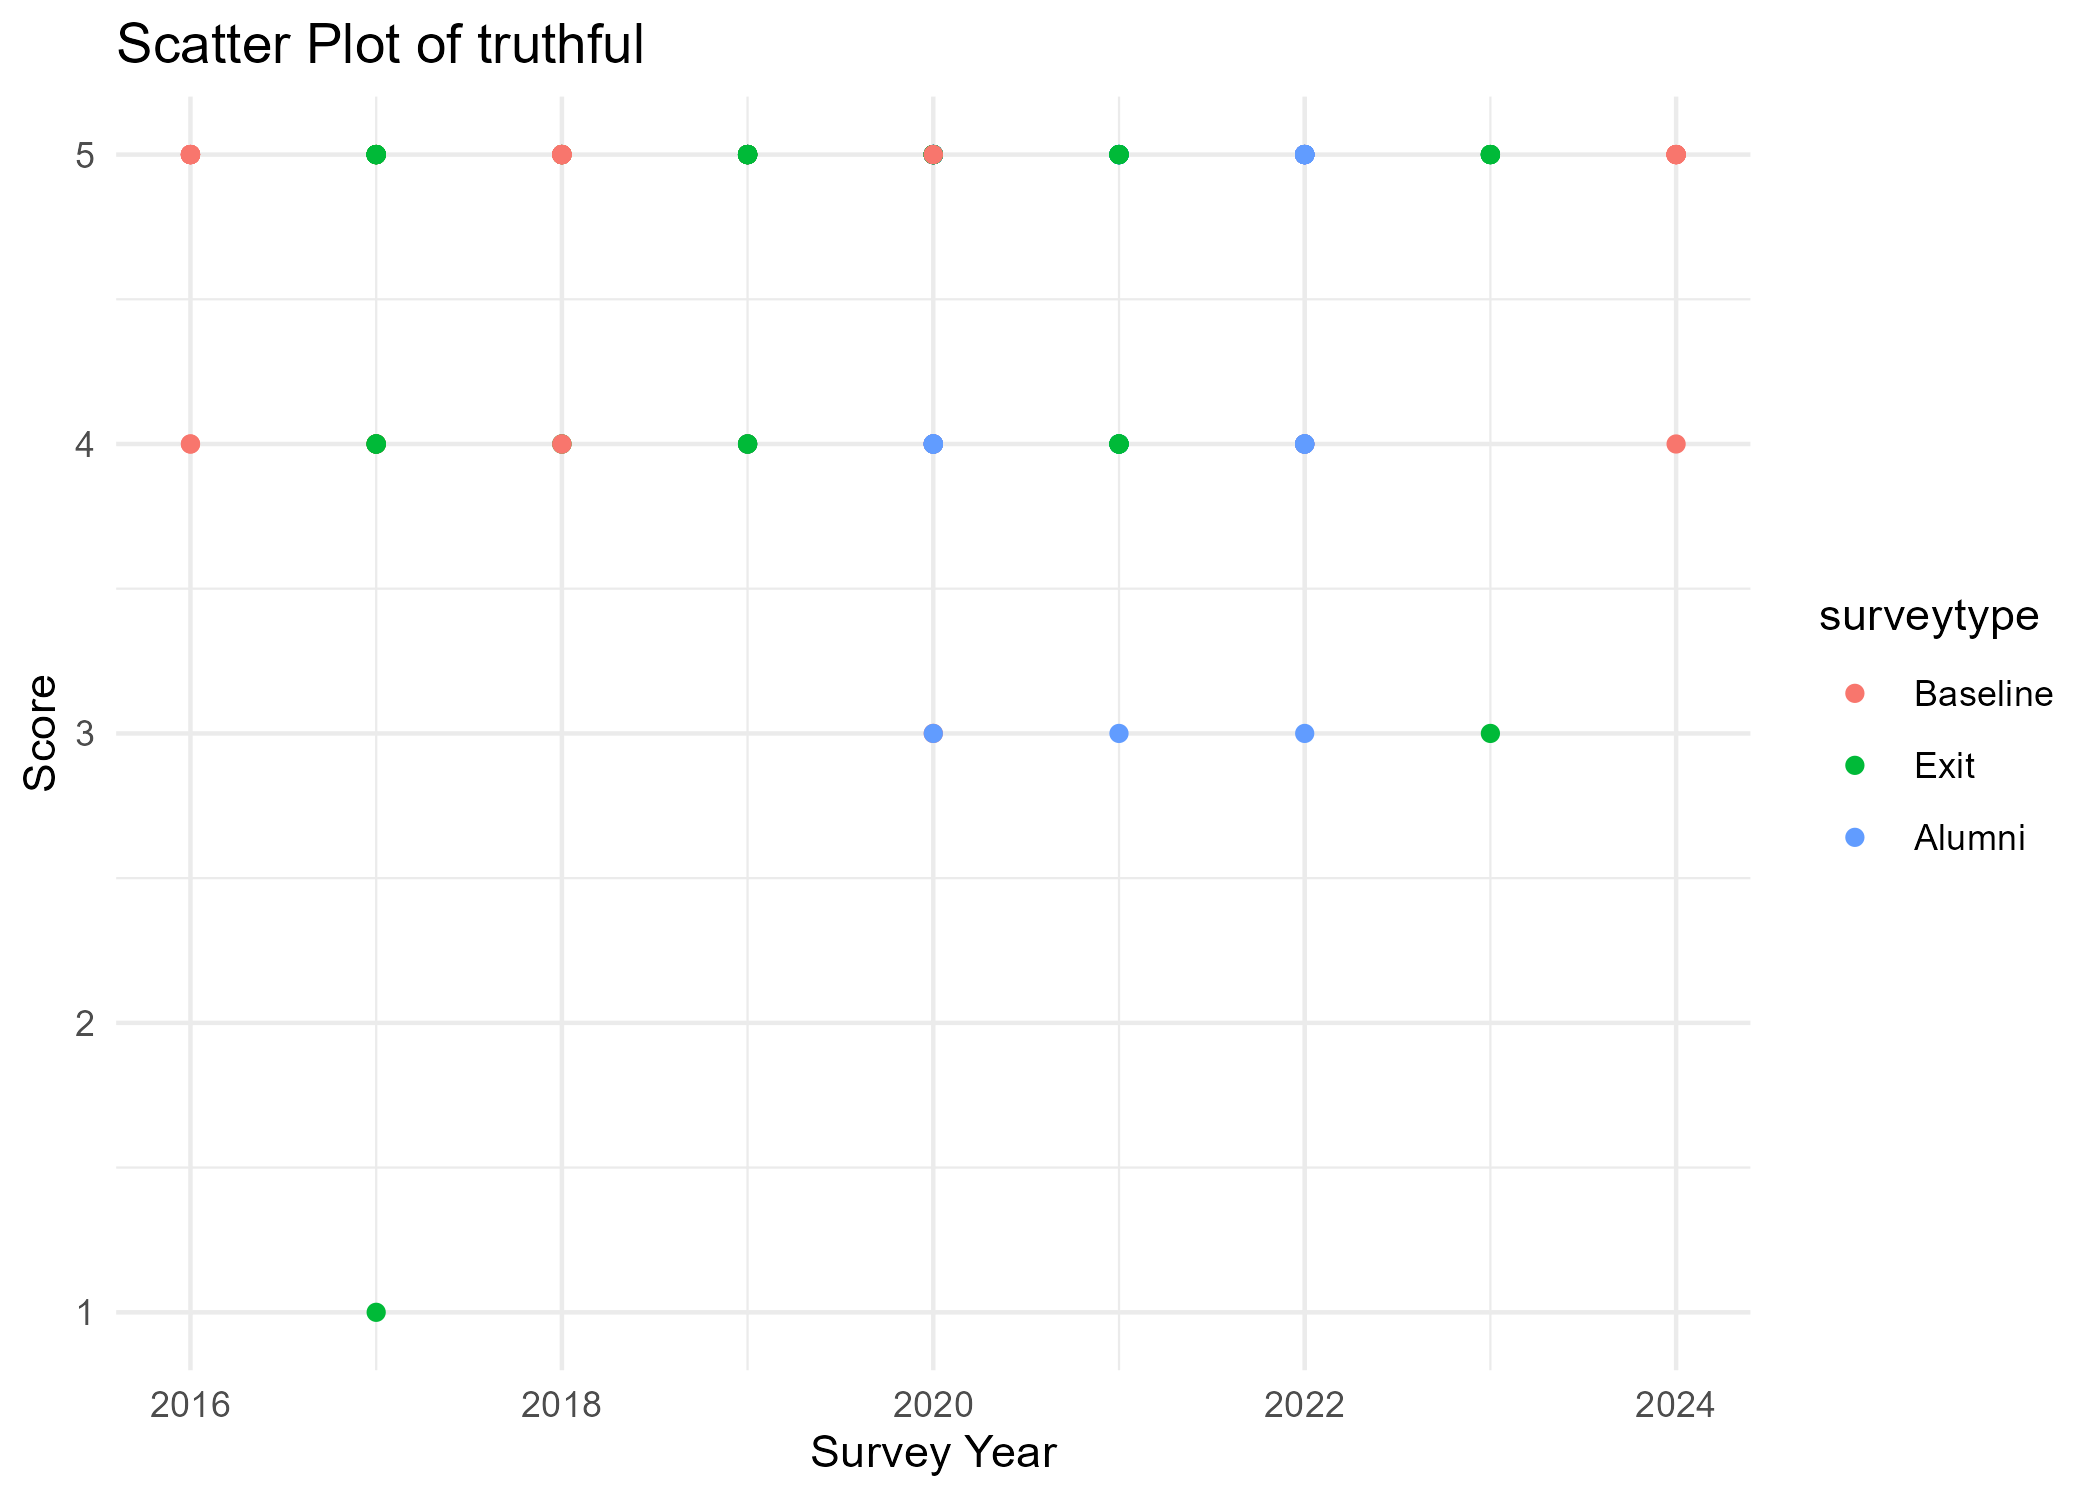 Scatter Plot of truthful
5
4
3
2
1
Score
2016 2018 2020 2022 2024
Survey Year
surveytype
Baseline
Exit
Alumni